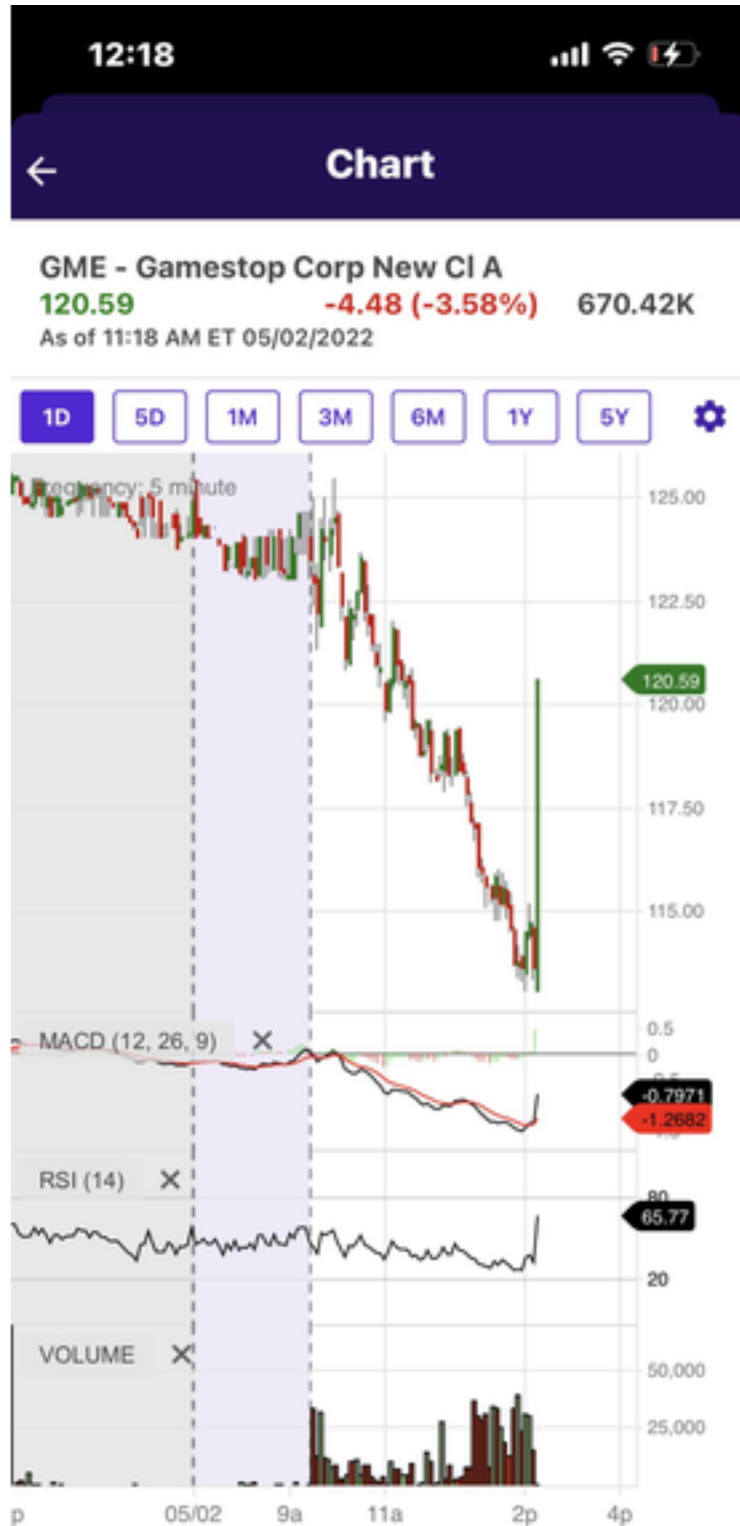 12:18
Chart
GME - Gamestop Corp New Cl A
120.59 -4.48 (-3.58%) 670.42K
As of 11:18 AM ET 05/02/2022
1D 5D 1M 3M 6M 1Y 5Y
Frequency: 5 minute
125.00
122.50
120.59
120.00
117.50
115.00
MACD (12, 26, 9)
0.5
0
-0.7971
-1.2682
RSI (14)
80
65.77
20
VOLUME
50,000
25,000
p 05/02 9a 11a 2p 4p